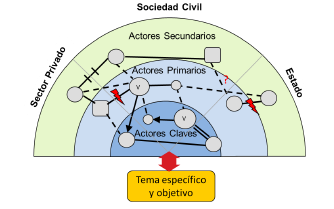 Sociedad Civil
Actores Secundarios
Sector Privado
Estado
Actores Primarios
?
V
V
Actores Claves
Tema específico
y objetivo